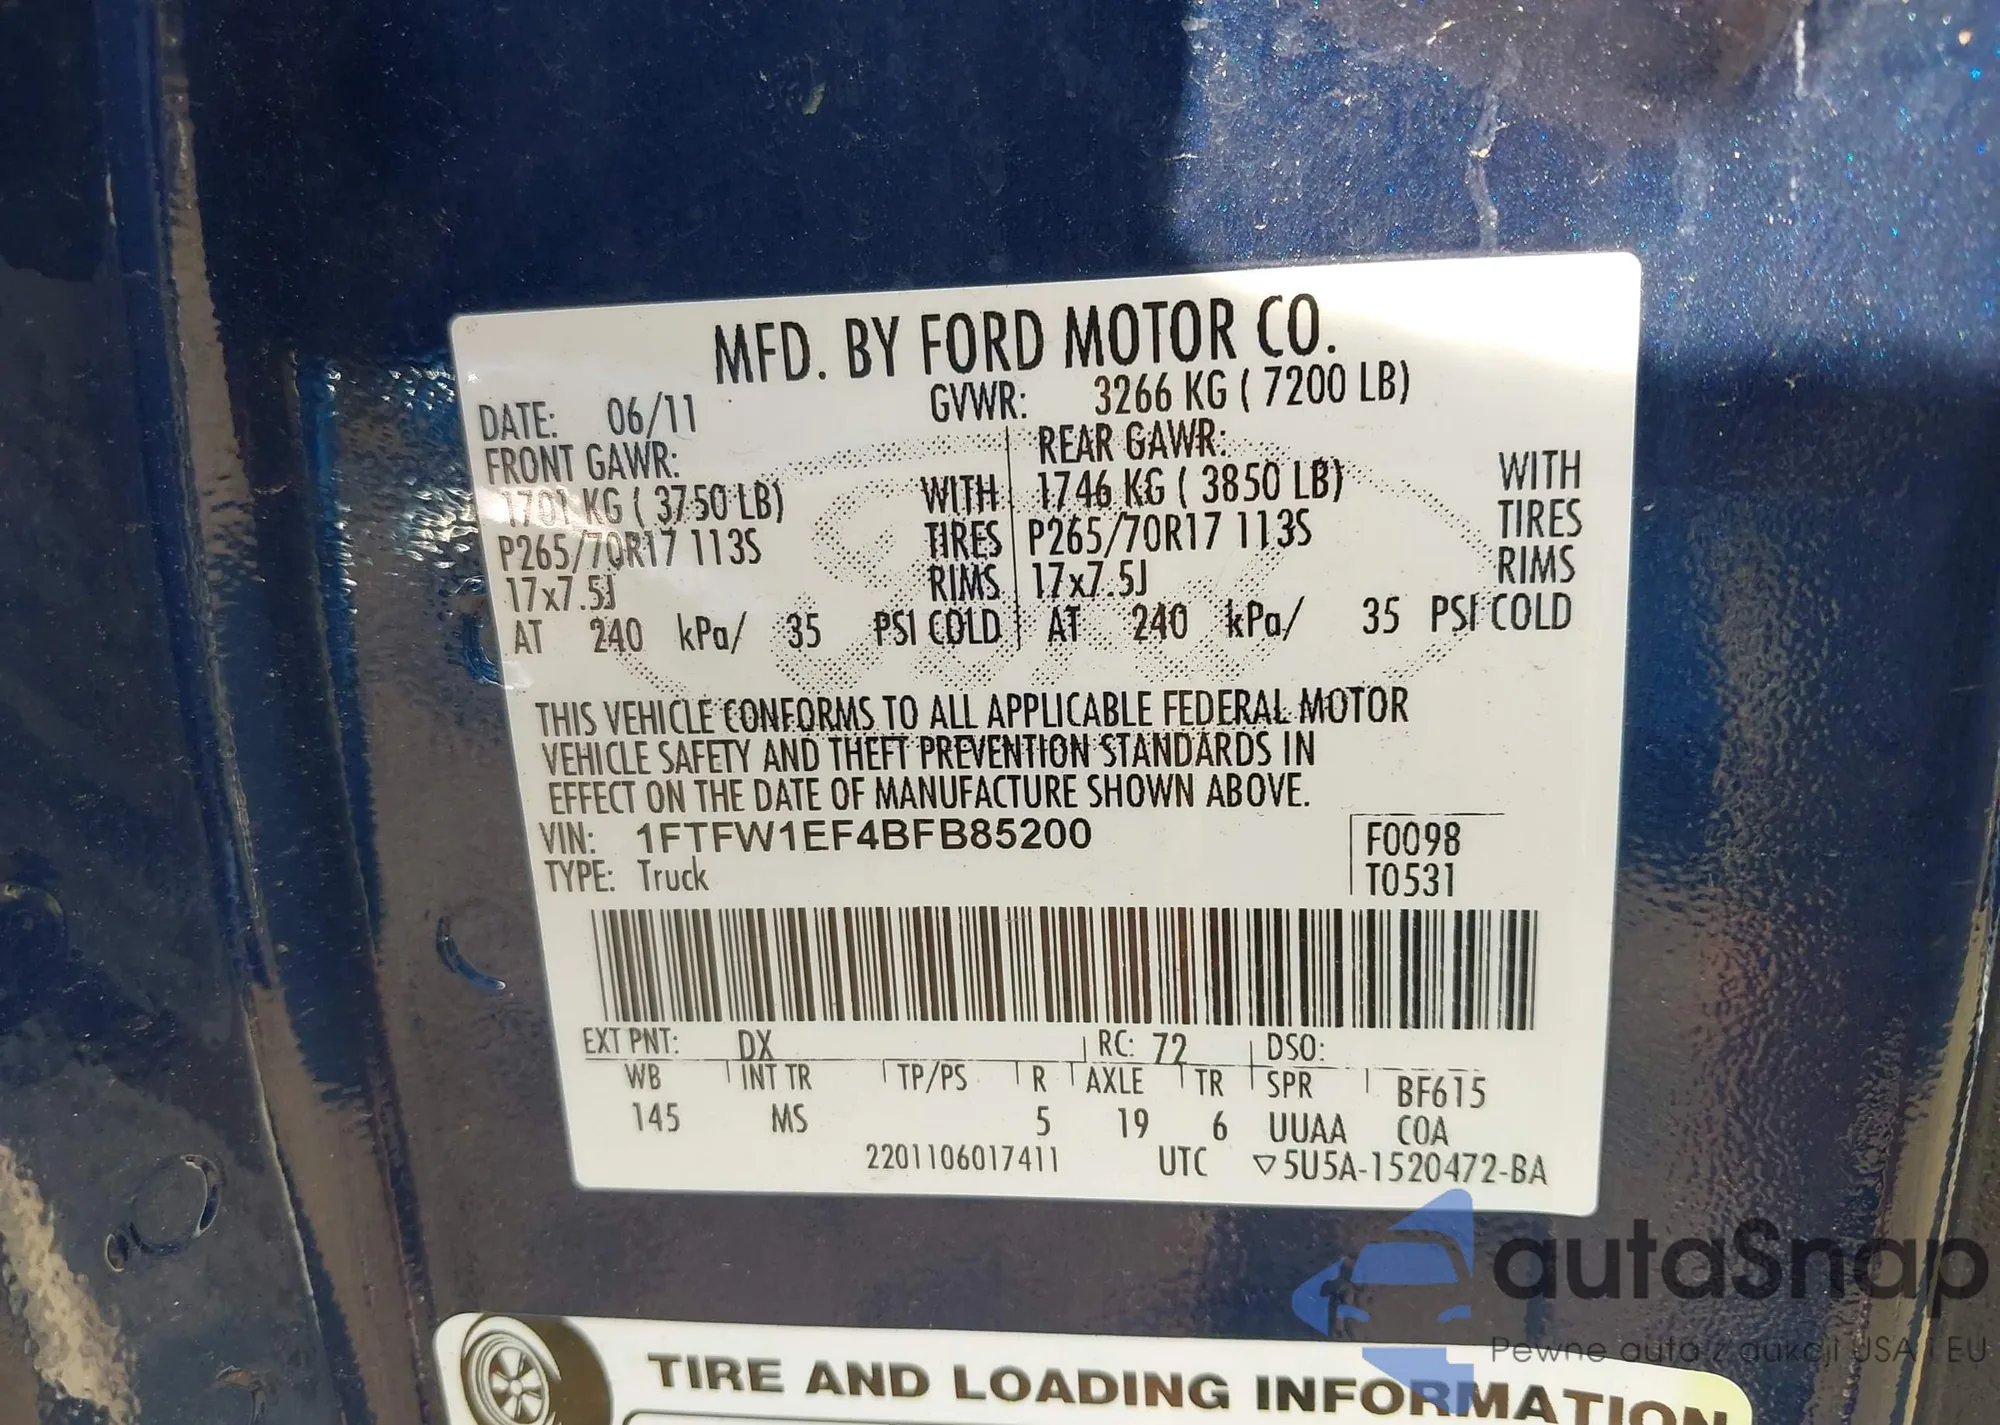 MFD. BY FORD MOTOR CO.
DATE: 06/11 GVWR: 3266 KG ( 7200 LB)
FRONT GAWR: REAR GAWR:
1701 KG ( 3750 LB) WITH 1746 KG ( 3850 LB) WITH
P265/70R17 113S TIRES P265/70R17 113S TIRES
17x7.5J RIMS 17x7.5J RIMS
AT 240 kPa/ 35 PSI COLD AT 240 kPa/ 35 PSI COLD
THIS VEHICLE CONFORMS TO ALL APPLICABLE FEDERAL MOTOR
VEHICLE SAFETY AND THEFT PREVENTION STANDARDS IN
EFFECT ON THE DATE OF MANUFACTURE SHOWN ABOVE.
VIN: 1FTFW1EF4BFB85200 F0098
TYPE: Truck T0531
EXT PNT: DX RC: 72 DSO:
WB INT TR TP/PS R AXLE TR SPR BF615
145 MS 5 19 6 UUAA COA
2201106017411 UTC ▽5U5A-1520472-BA
autaSnap
Pewne auta z aukcji USA i EU
TIRE AND LOADING INFORMATION